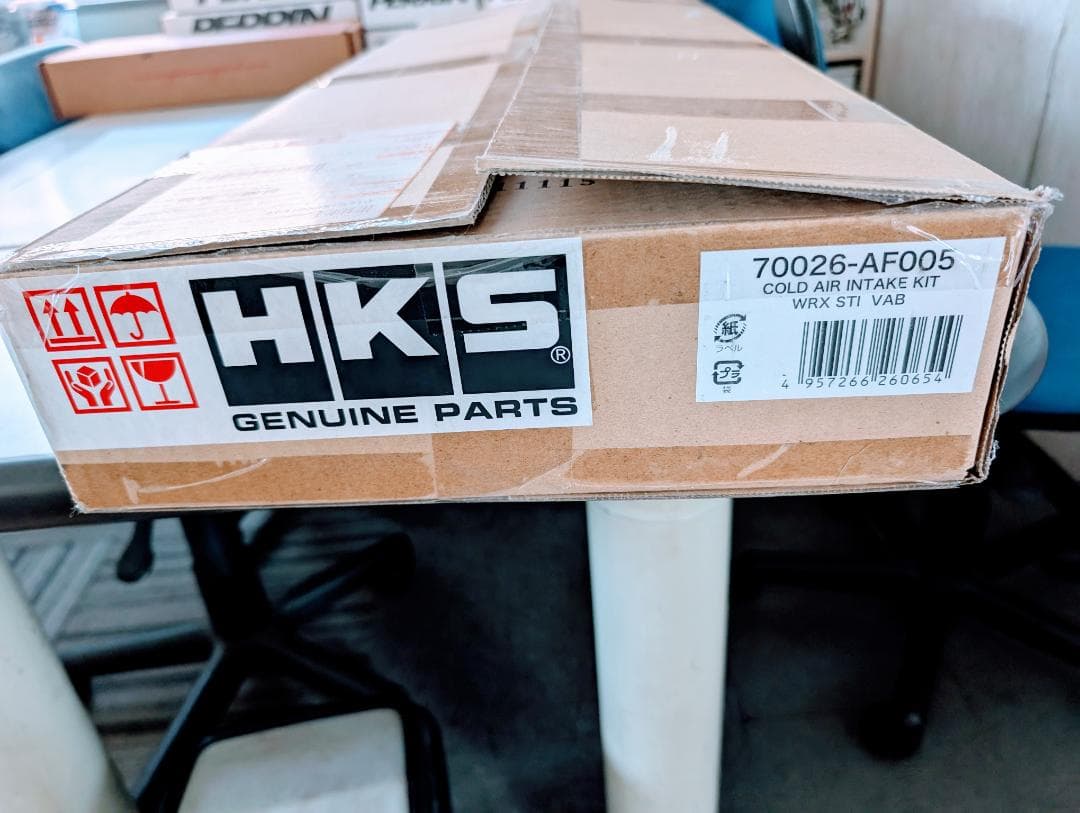 HKS®
GENUINE PARTS
70026-AF005
COLD AIR INTAKE KIT
WRX STI VAB
紙
ラベル
プラ
袋
4 957266 260654